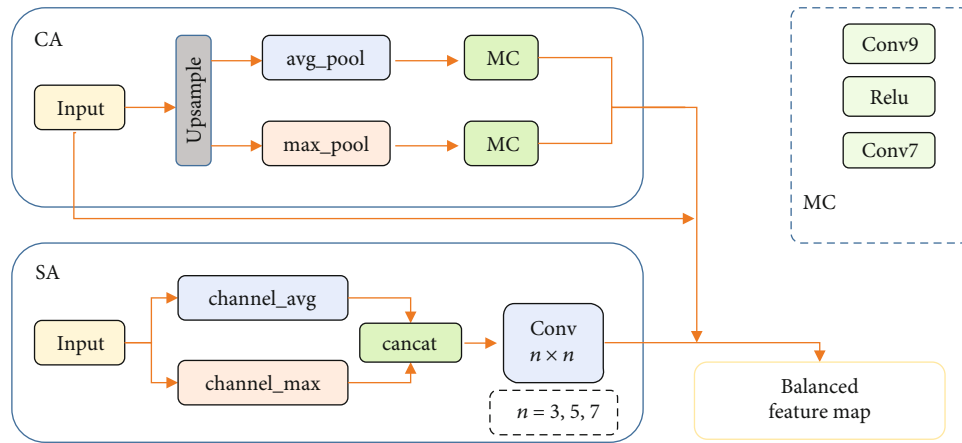 CA
Input
Upsample
avg_pool
MC
max_pool
MC
Conv9
Relu
Conv7
MC
SA
Input
channel_avg
channel_max
cancat
Conv
n × n
n = 3, 5, 7
Balanced
feature map